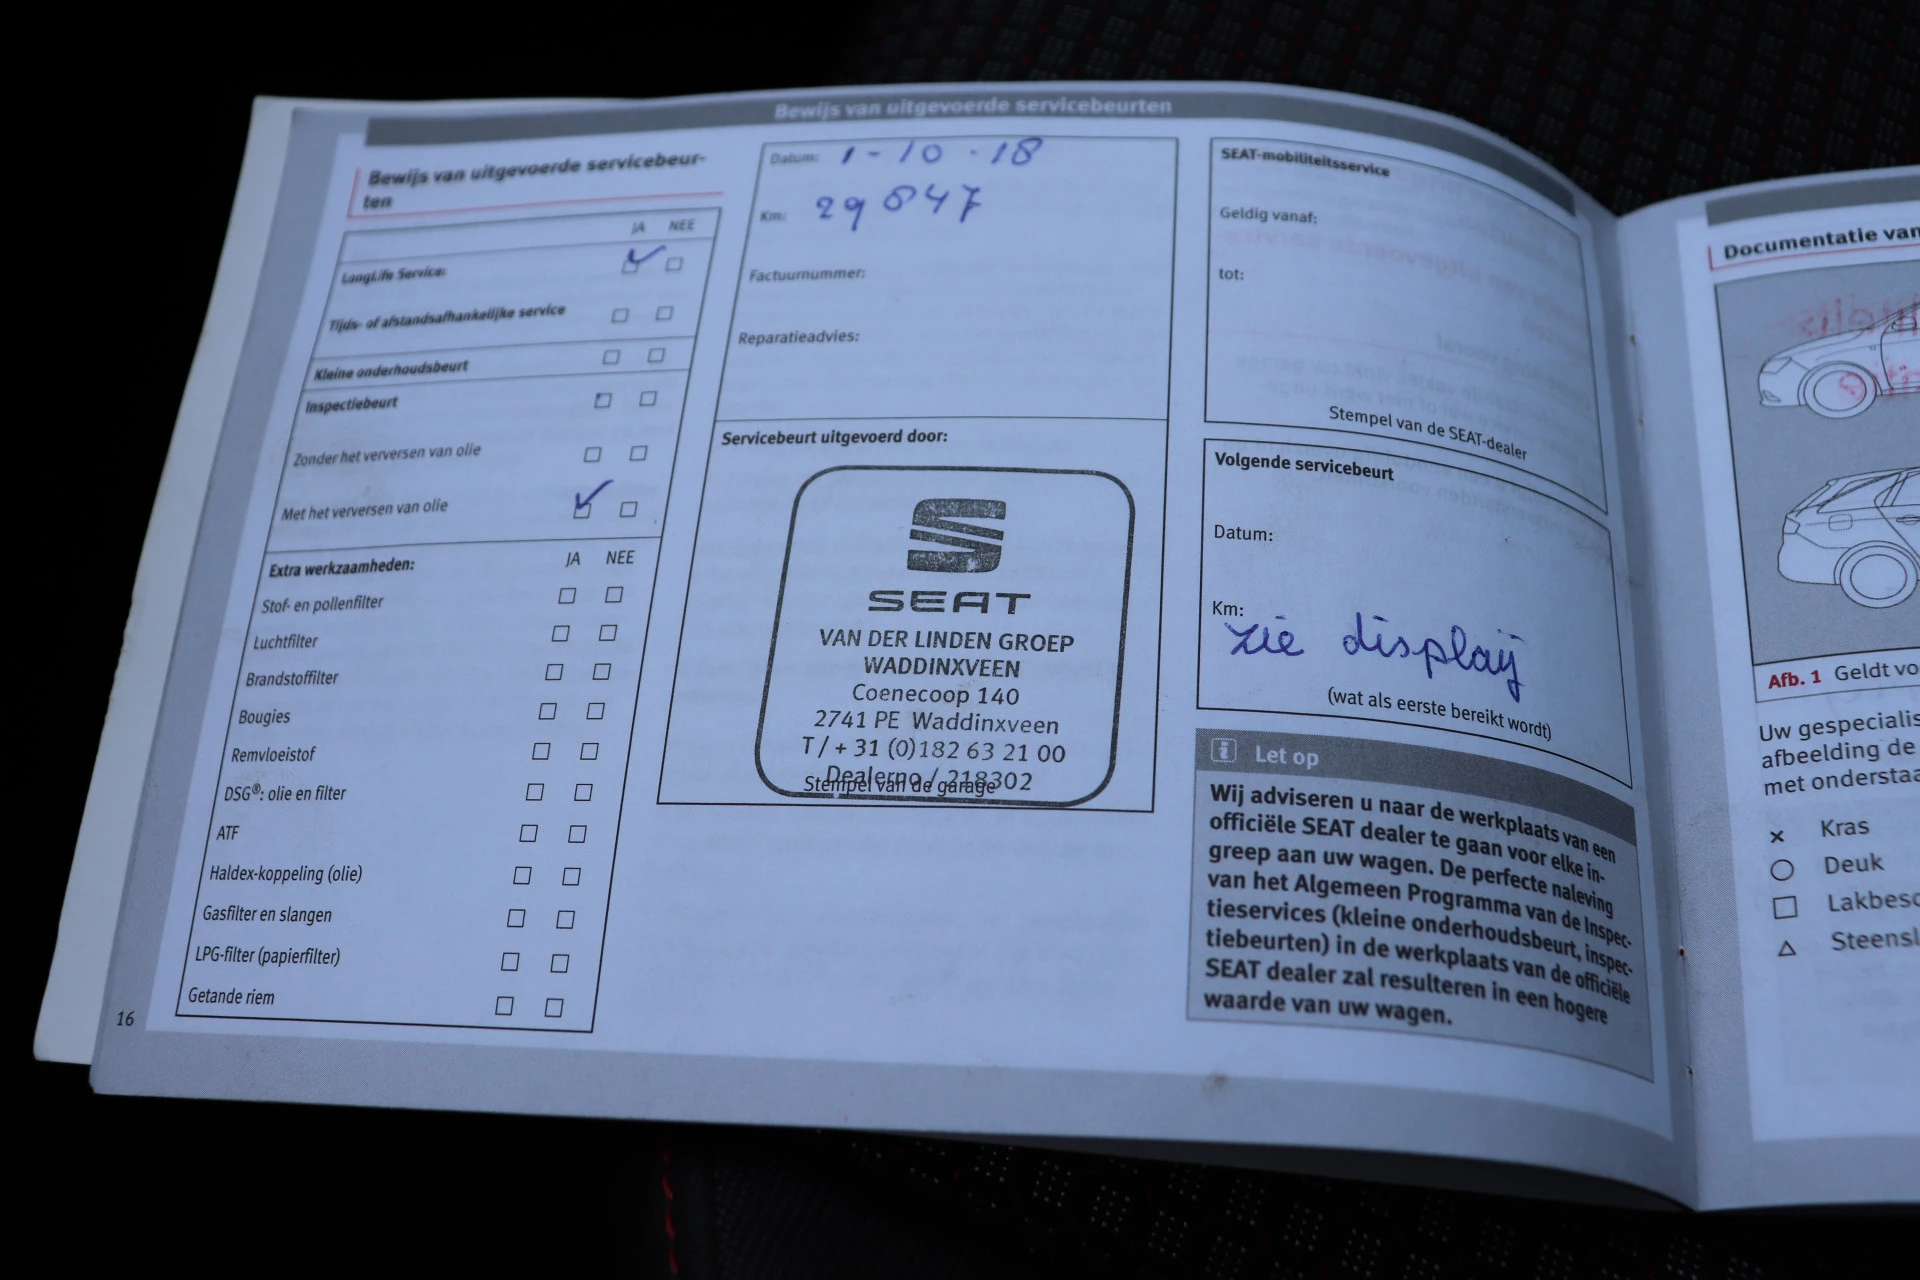 Bewijs van uitgevoerde servicebeurten
Bewijs van uitgevoerde servicebeur-
ten
JA NEE
LongLife Service:
Tijds- of afstandsafhankelijke service
Kleine onderhoudsbeurt
Inspectiebeurt
Zonder het verversen van olie
Met het verversen van olie
Extra werkzaamheden: JA NEE
Stof- en pollenfilter
Luchtfilter
Brandstoffilter
Bougies
Remvloeistof
DSG®: olie en filter
ATF
Haldex-koppeling (olie)
Gasfilter en slangen
LPG-filter (papierfilter)
Getande riem
16
Datum: 1-10-18
Km: 29847
Factuurnummer:
Reparatieadvies:
Servicebeurt uitgevoerd door:
SEAT
VAN DER LINDEN GROEP
WADDINXVEEN
Coenecoop 140
2741 PE Waddinxveen
T / + 31 (0)182 63 21 00
Dealerno / 218302
Stempel van de garage
SEAT-mobiliteitsservice
Geldig vanaf:
tot:
Stempel van de SEAT-dealer
Volgende servicebeurt
Datum:
Km:
zie displaij
(wat als eerste bereikt wordt)
Let op
Wij adviseren u naar de werkplaats van een
officiële SEAT dealer te gaan voor elke in-
greep aan uw wagen. De perfecte naleving
van het Algemeen Programma van de Inspec-
tieservices (kleine onderhoudsbeurt, inspec-
tiebeurten) in de werkplaats van de officiële
SEAT dealer zal resulteren in een hogere
waarde van uw wagen.
Documentatie van
Afb. 1 Geldt vo
Uw gespecialis
afbeelding de
met onderstaa
× Kras
○ Deuk
□ Lakbesc
△ Steensl